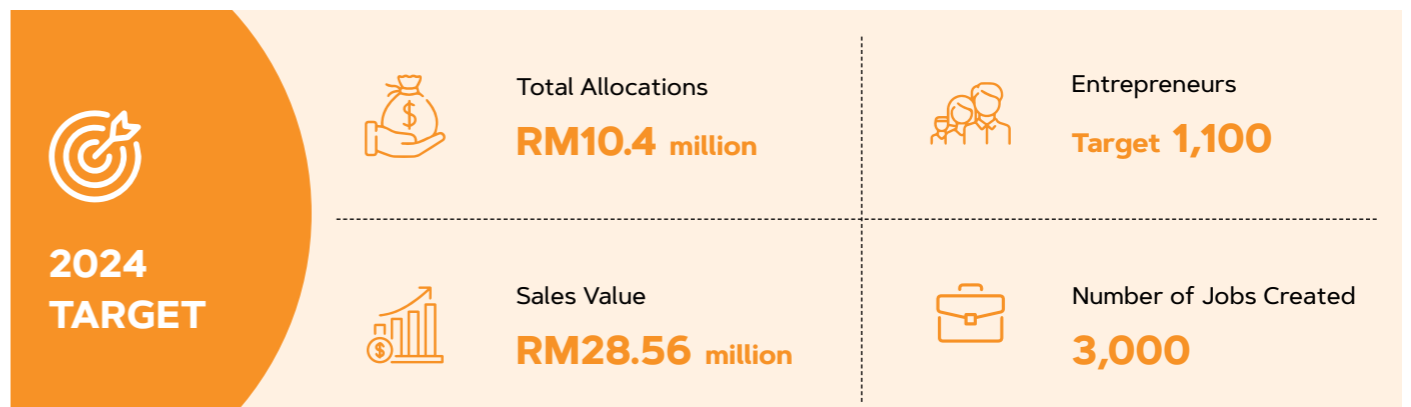 2024
TARGET
Total Allocations
RM10.4 million
Entrepreneurs
Target 1,100
Sales Value
RM28.56 million
Number of Jobs Created
3,000